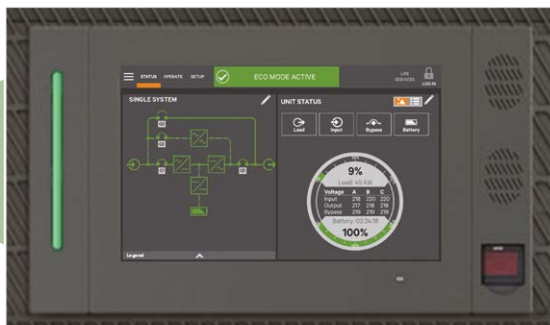 STATUS OPERATE SETUP
ECO MODE ACTIVE
LIFE SERVICES
LOG IN
SINGLE SYSTEM
UNIT STATUS
Load Input Bypass Battery
9%
Load: 45 kW
Voltage A B C
Input 218 220 220
Output 217 218 218
Bypass 219 219 219
Battery: 02:34:18
100%
Legend